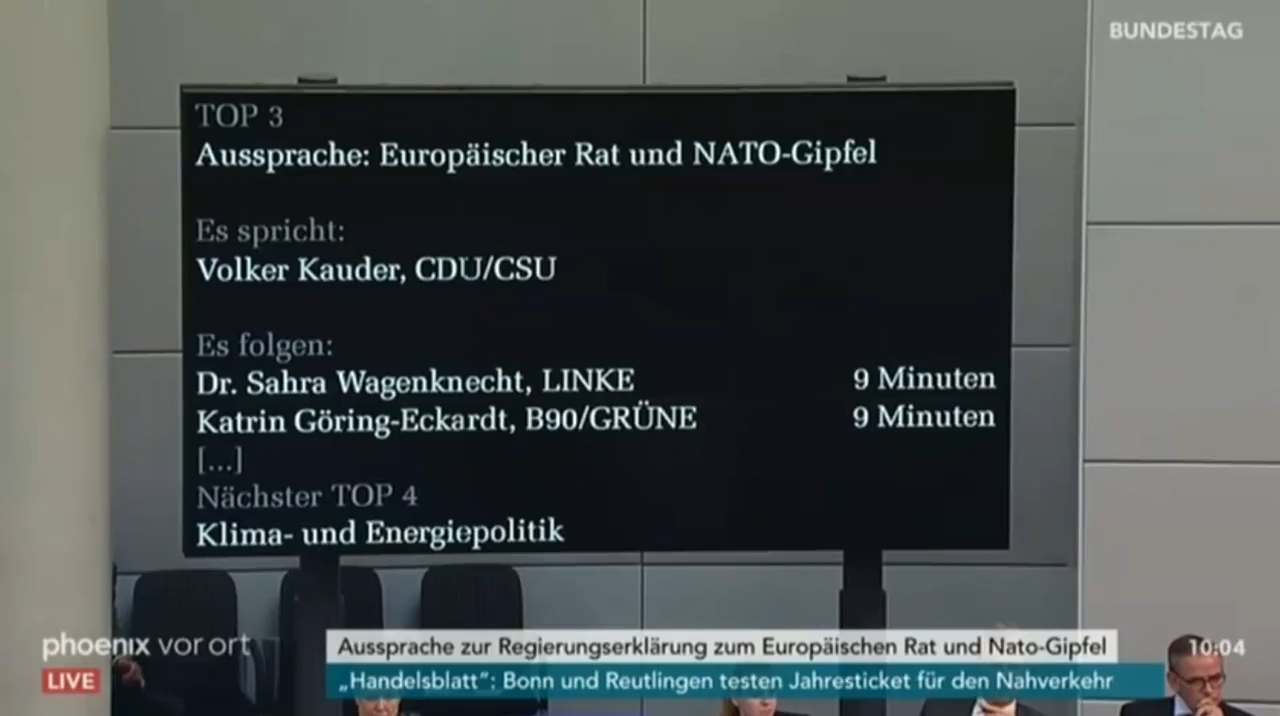 BUNDESTAG
TOP 3
Aussprache: Europäischer Rat und NATO-Gipfel
Es spricht:
Volker Kauder, CDU/CSU
Es folgen:
Dr. Sahra Wagenknecht, LINKE 9 Minuten
Katrin Göring-Eckardt, B90/GRÜNE 9 Minuten
[...]
Nächster TOP 4
Klima- und Energiepolitik
phoenix vor ort
LIVE
Aussprache zur Regierungserklärung zum Europäischen Rat und Nato-Gipfel
„Handelsblatt”: Bonn und Reutlingen testen Jahresticket für den Nahverkehr
10:04